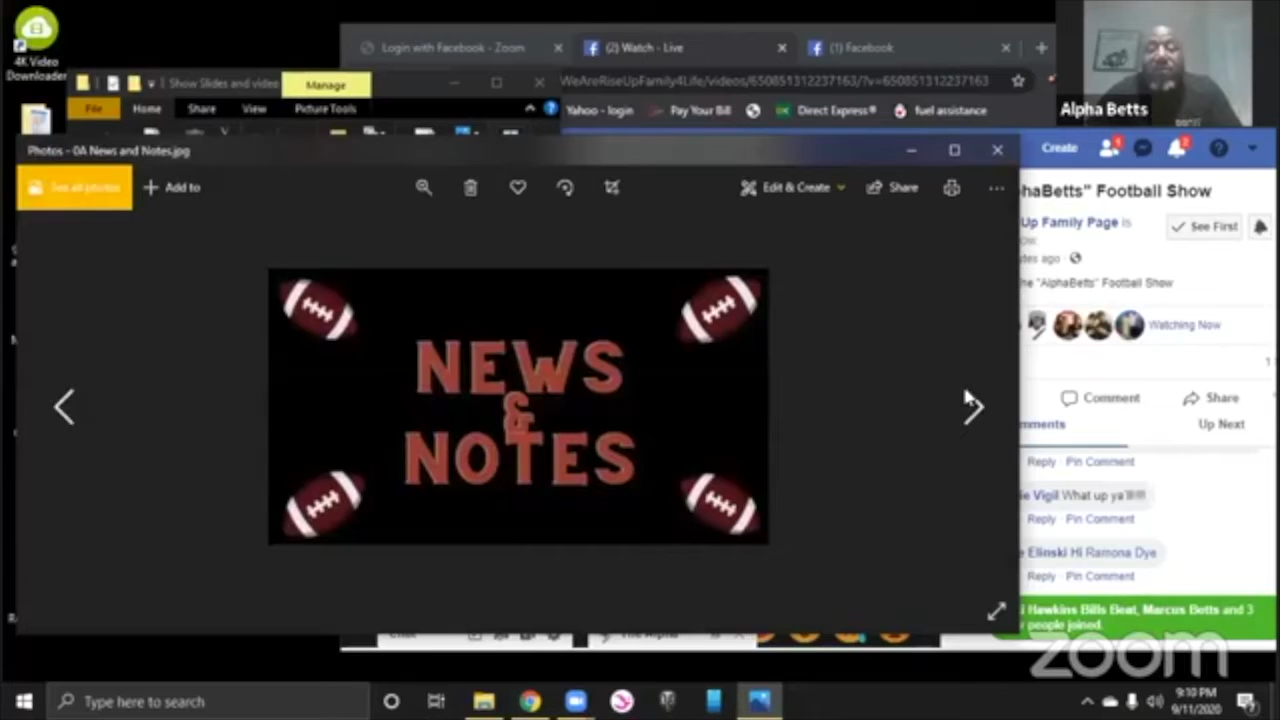 4K Video
Downloader
Login with Facebook - Zoom
(2) Watch - Live
(1) Facebook
Show Slides and video
Manage
WeAreRiseUpFamily4Life/videos/650851312237163/?v=650851312237163
File
Home
Share
View
Picture Tools
Yahoo - login
Pay Your Bill
Direct Express®
fuel assistance
Alpha Betts
Photos - 0A News and Notes.jpg
Create
See all photos
Add to
Edit & Create
Share
haBetts" Football Show
Up Family Page is
See First
ago
he "AlphaBetts" Football Show
Watching Now
NEWS
&
NOTES
Comment
Share
mments
Up Next
Reply · Pin Comment
ie Vigil What up ya
Reply · Pin Comment
e Elinski Hi Ramona Dye
Reply · Pin Comment
i Hawkins Bills Beat, Marcus Betts and 3
people joined.
zoom
Type here to search
9:10 PM
9/11/2020